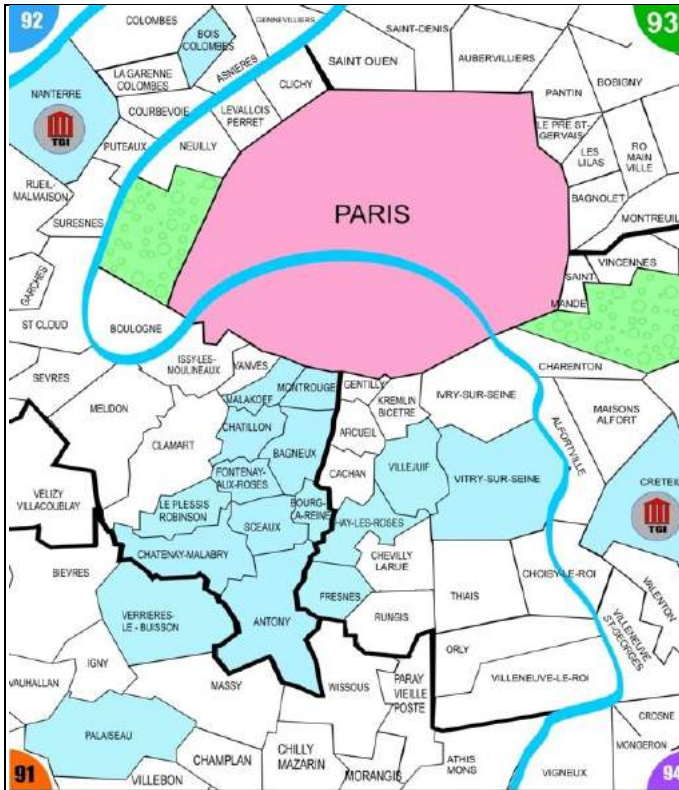 92
COLOMBES
GENNEVILLIERS
SAINT-DENIS
93
BOIS
COLOMBES
ASNIERES
SAINT OUEN
AUBERVILLIERS
LA GARENNE
COLOMBES
CLICHY
PANTIN
BOBIGNY
NANTERRE
TGI
COURBEVOIE
LEVALLOIS
PERRET
LE PRE ST-
GERVAIS
PUTEAUX
NEUILLY
LES
LILAS
RO
MAIN
VILLE
RUEIL-
MALMAISON
BAGNOLET
SURESNES
PARIS
MONTREUIL
GARCHES
VINCENNES
SAINT
MANDE
ST CLOUD
BOULOGNE
ISSY-LES-
MOULINEAUX
VANVES
CHARENTON
SEVRES
MONTROUGE
GENTILLY
MALAKOFF
KREMLIN
BICETRE
IVRY-SUR-SEINE
MEUDON
CHATILLON
MAISONS
ALFORT
ALFORTVILLE
CLAMART
ARCUEIL
BAGNEUX
CACHAN
VILLEJUIF
FONTENAY-
AUX-ROSES
VITRY-SUR-SEINE
CRETEIL
TGI
VELIZY
VILLACOUBLAY
LE PLESSIS
ROBINSON
BOURG-
LA-REINE
SCEAUX
HAY-LES-ROSES
CHATENAY-MALABRY
CHEVILLY
LARUE
BIEVRES
CHOISY-LE-ROI
THIAIS
FRESNES
VALENTON
VERRIERES-
LE - BUISSON
ANTONY
RUNGIS
VILLENEUVE
ST-GEORGES
ORLY
IGNY
VAUHALLAN
MASSY
WISSOUS
PARAY
VIEILLE
POSTE
VILLENEUVE-LE-ROI
PALAISEAU
CROSNE
CHILLY
MAZARIN
CHAMPLAN
ATHIS
MONS
MONGERON
91
VILLEBON
MORANGIS
VIGNEUX
94